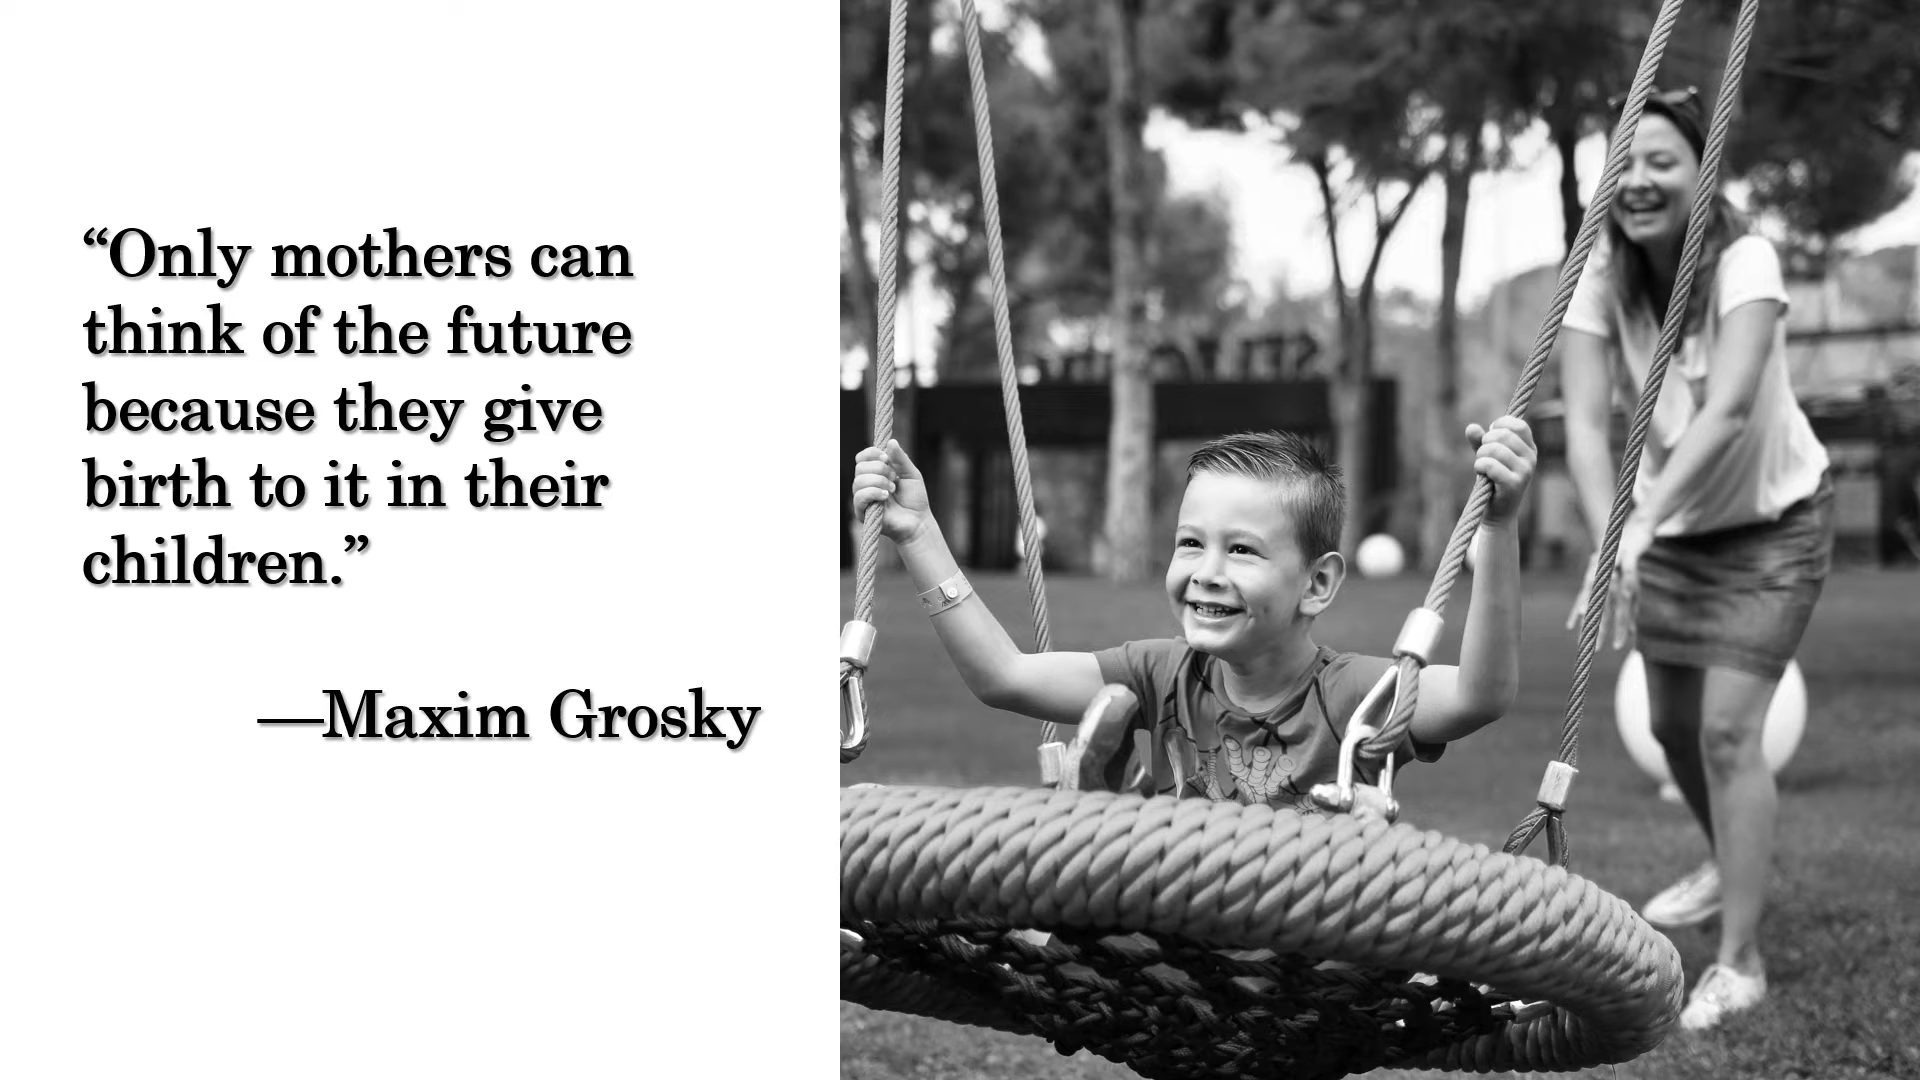 “Only mothers can
think of the future
because they give
birth to it in their
children.”
—Maxim Grosky